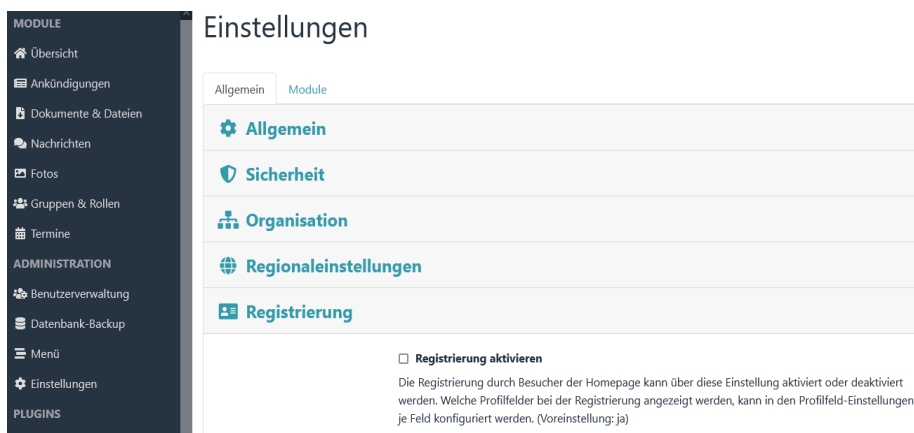 MODULE
Übersicht
Ankündigungen
Dokumente & Dateien
Nachrichten
Fotos
Gruppen & Rollen
Termine
ADMINISTRATION
Benutzerverwaltung
Datenbank-Backup
Menü
Einstellungen
PLUGINS
Einstellungen
Allgemein
Module
Allgemein
Sicherheit
Organisation
Regionaleinstellungen
Registrierung
Registrierung aktivieren
Die Registrierung durch Besucher der Homepage kann über diese Einstellung aktiviert oder deaktiviert
werden. Welche Profilfelder bei der Registrierung angezeigt werden, kann in den Profilfeld-Einstellungen
je Feld konfiguriert werden. (Voreinstellung: ja)